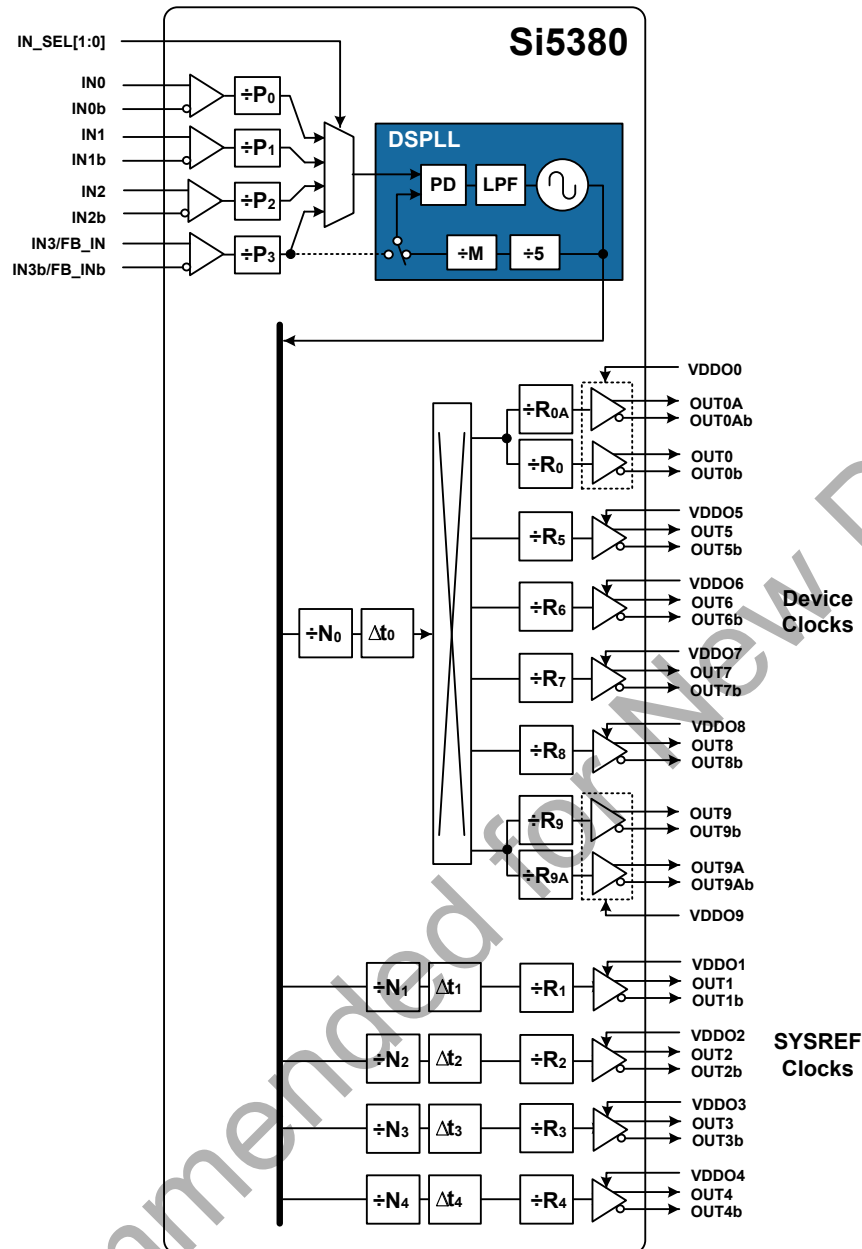 Si5380
IN_SEL[1:0]
IN0
IN0b
IN1
IN1b
IN2
IN2b
IN3/FB_IN
IN3b/FB_INb
÷P0
÷P1
÷P2
÷P3
DSPLL
PD
LPF
÷M
÷5
÷N0
Δt0
÷R0A
÷R0
÷R5
÷R6
÷R7
÷R8
÷R9
÷R9A
VDDO0
OUT0A
OUT0Ab
OUT0
OUT0b
VDDO5
OUT5
OUT5b
VDDO6
OUT6
OUT6b
VDDO7
OUT7
OUT7b
VDDO8
OUT8
OUT8b
OUT9
OUT9b
OUT9A
OUT9Ab
VDDO9
Device
Clocks
÷N1
Δt1
÷R1
VDDO1
OUT1
OUT1b
÷N2
Δt2
÷R2
VDDO2
OUT2
OUT2b
÷N3
Δt3
÷R3
VDDO3
OUT3
OUT3b
÷N4
Δt4
÷R4
VDDO4
OUT4
OUT4b
SYSREF
Clocks
for New